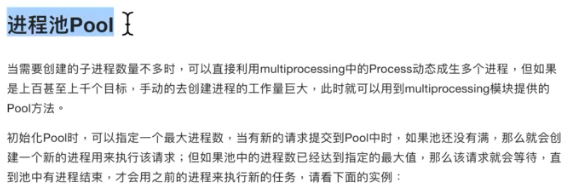 进程池Pool
当需要创建的子进程数量不多时，可以直接利用multiprocessing中的Process动态成生多个进程，但如果
是上百甚至上千个目标，手动的去创建进程的工作量巨大，此时就可以用到multiprocessing模块提供的
Pool方法。
初始化Pool时，可以指定一个最大进程数，当有新的请求提交到Pool中时，如果池还没有满，那么就会创
建一个新的进程用来执行该请求；但如果池中的进程数已经达到指定的最大值，那么该请求就会等待，直
到池中有进程结束，才会用之前的进程来执行新的任务，请看下面的实例：